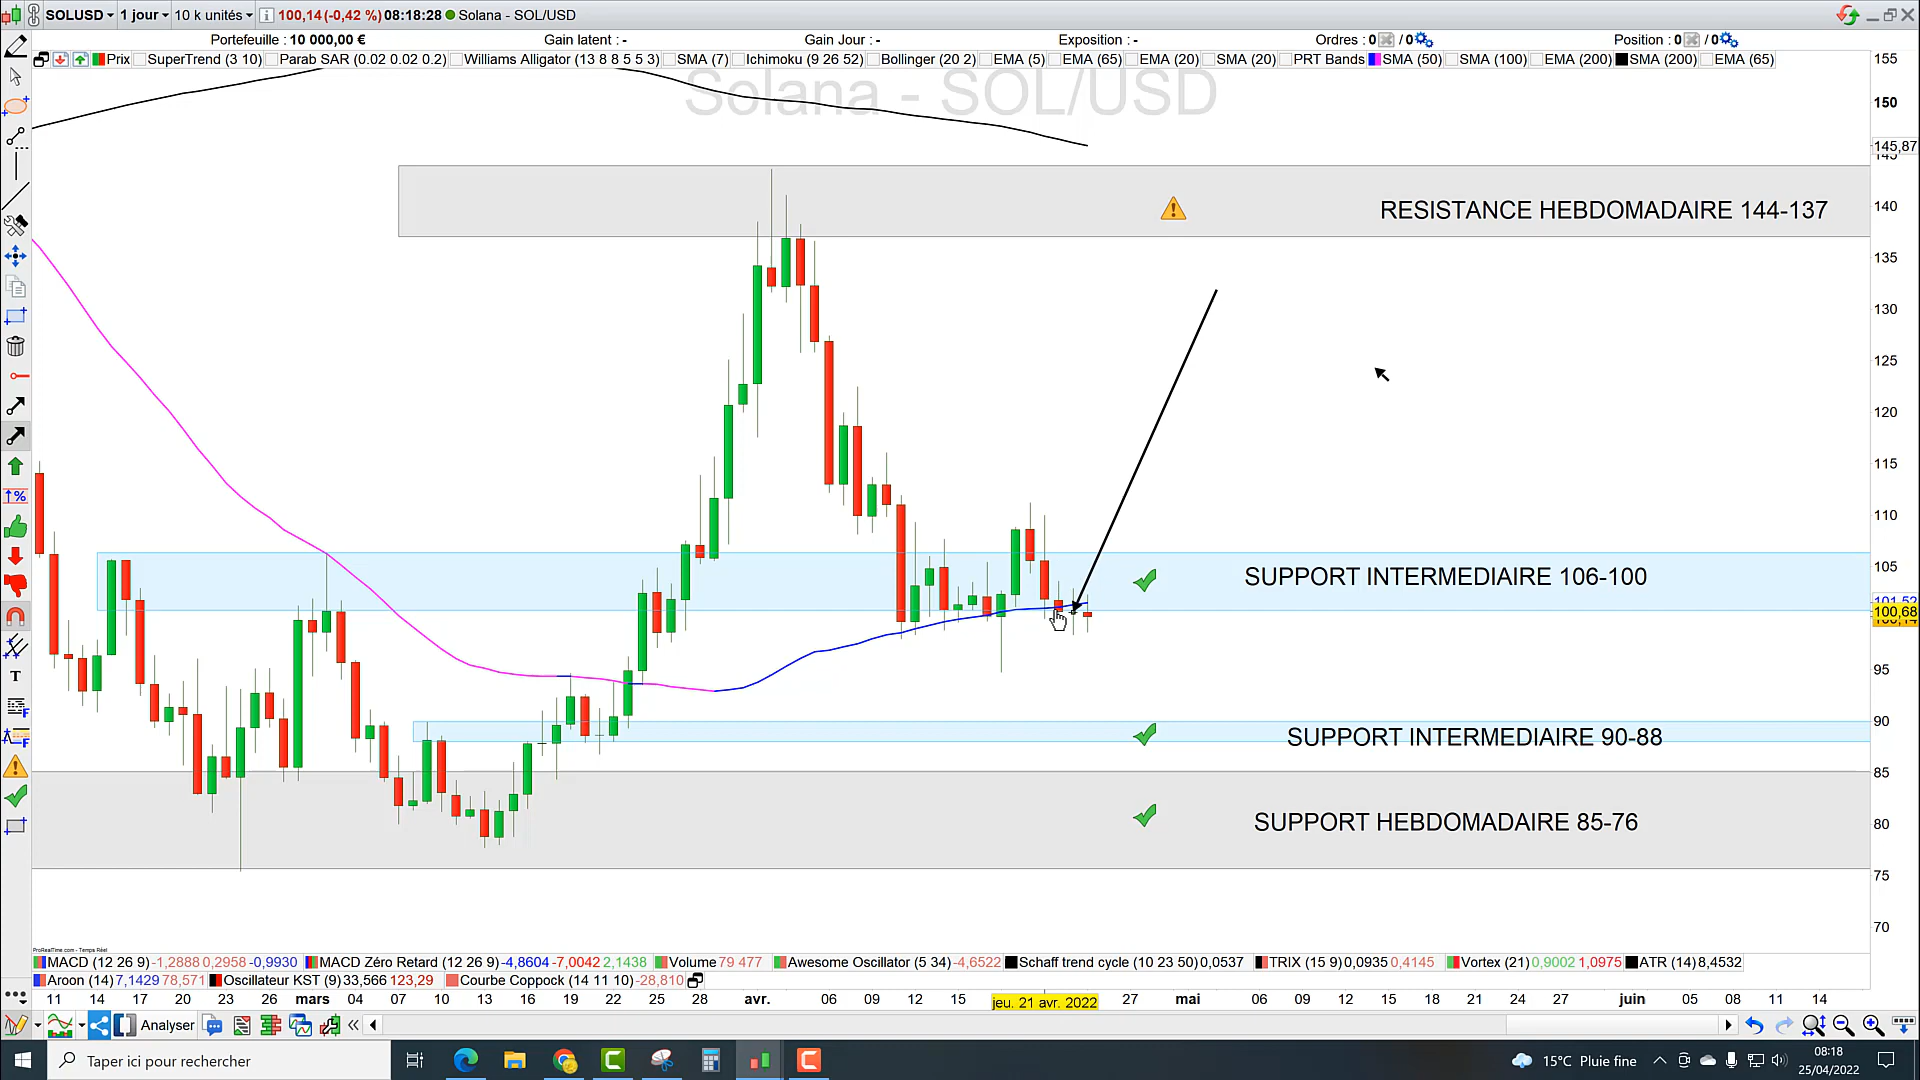 SOLUSD 1 jour 10 k unités 100,14(-0,42 %) 08:18:28 Solana - SOL/USD
Portefeuille : 10 000,00 € Gain latent : - Gain Jour : - Exposition : - Ordres : 0 / 0 Position : 0 / 0
Prix SuperTrend (3 10) Parab SAR (0.02 0.02 0.2) Williams Alligator (13 8 8 5 5 3) SMA (7) Ichimoku (9 26 52) Bollinger (20 2) EMA (5) EMA (65) EMA (20) SMA (20) PRT Bands SMA (50) SMA (100) EMA (200) SMA (200) EMA (65)
Solana - SOL/USD
155
150
145,87
145
RESISTANCE HEBDOMADAIRE 144-137
140
135
130
125
120
115
110
105
SUPPORT INTERMEDIAIRE 106-100
101,52
100,68
100,14
95
90
SUPPORT INTERMEDIAIRE 90-88
85
SUPPORT HEBDOMADAIRE 85-76
80
75
70
T
%
F
F
ProRealTime.com - Temps Réel
MACD (12 26 9) -1,2888 0,2958 -0,9930 MACD Zéro Retard (12 26 9) -4,8604 -7,0042 2,1438 Volume 79 477 Awesome Oscillator (5 34) -4,6522 Schaff trend cycle (10 23 50) 0,0537 TRIX (15 9) 0,0935 0,4145 Vortex (21) 0,9002 1,0975 ATR (14) 8,4532
Aroon (14) 7,1429 78,571 Oscillateur KST (9) 33,566 123,29 Courbe Coppock (14 11 10) -28,810
11 14 17 20 23 26 mars 04 07 10 13 16 19 22 25 28 avr. 06 09 12 15 jeu. 21 avr. 2022 27 mai 06 09 12 15 18 21 24 27 juin 05 08 11 14
Analyser
Taper ici pour rechercher
15°C Pluie fine
08:18
25/04/2022